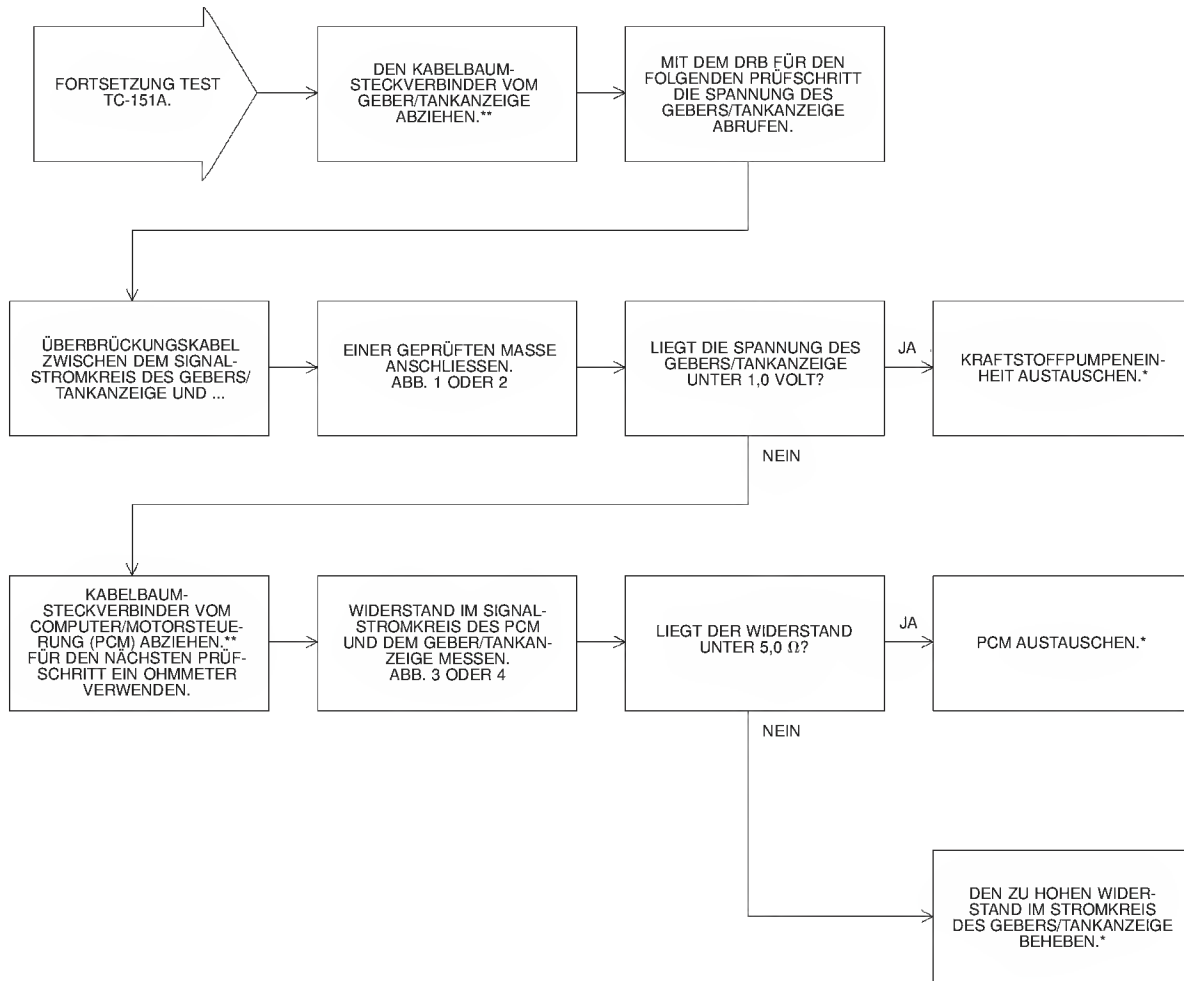 FORTSETZUNG TEST
TC-151A.
DEN KABELBAUM-
STECKVERBINDER VOM
GEBER/TANKANZEIGE
ABZIEHEN.**
MIT DEM DRB FÜR DEN
FOLGENDEN PRÜFSCHRITT
DIE SPANNUNG DES
GEBERS/TANKANZEIGE
ABRUFEN.
ÜBERBRÜCKUNGSKABEL
ZWISCHEN DEM SIGNAL-
STROMKREIS DES GEBERS/
TANKANZEIGE UND ...
EINER GEPRÜFTEN MASSE
ANSCHLIESSEN.
ABB. 1 ODER 2
LIEGT DIE SPANNUNG DES
GEBERS/TANKANZEIGE
UNTER 1,0 VOLT?
JA
KRAFTSTOFFPUMPENEIN-
HEIT AUSTAUSCHEN.*
NEIN
KABELBAUM-
STECKVERBINDER VOM
COMPUTER/MOTORSTEUE-
RUNG (PCM) ABZIEHEN.**
FÜR DEN NÄCHSTEN PRÜF-
SCHRITT EIN OHMMETER
VERWENDEN.
WIDERSTAND IM SIGNAL-
STROMKREIS DES PCM
UND DEM GEBER/TANKAN-
ZEIGE MESSEN.
ABB. 3 ODER 4
LIEGT DER WIDERSTAND
UNTER 5,0 Ω?
JA
PCM AUSTAUSCHEN.*
NEIN
DEN ZU HOHEN WIDER-
STAND IM STROMKREIS
DES GEBERS/TANKANZEIGE
BEHEBEN.*